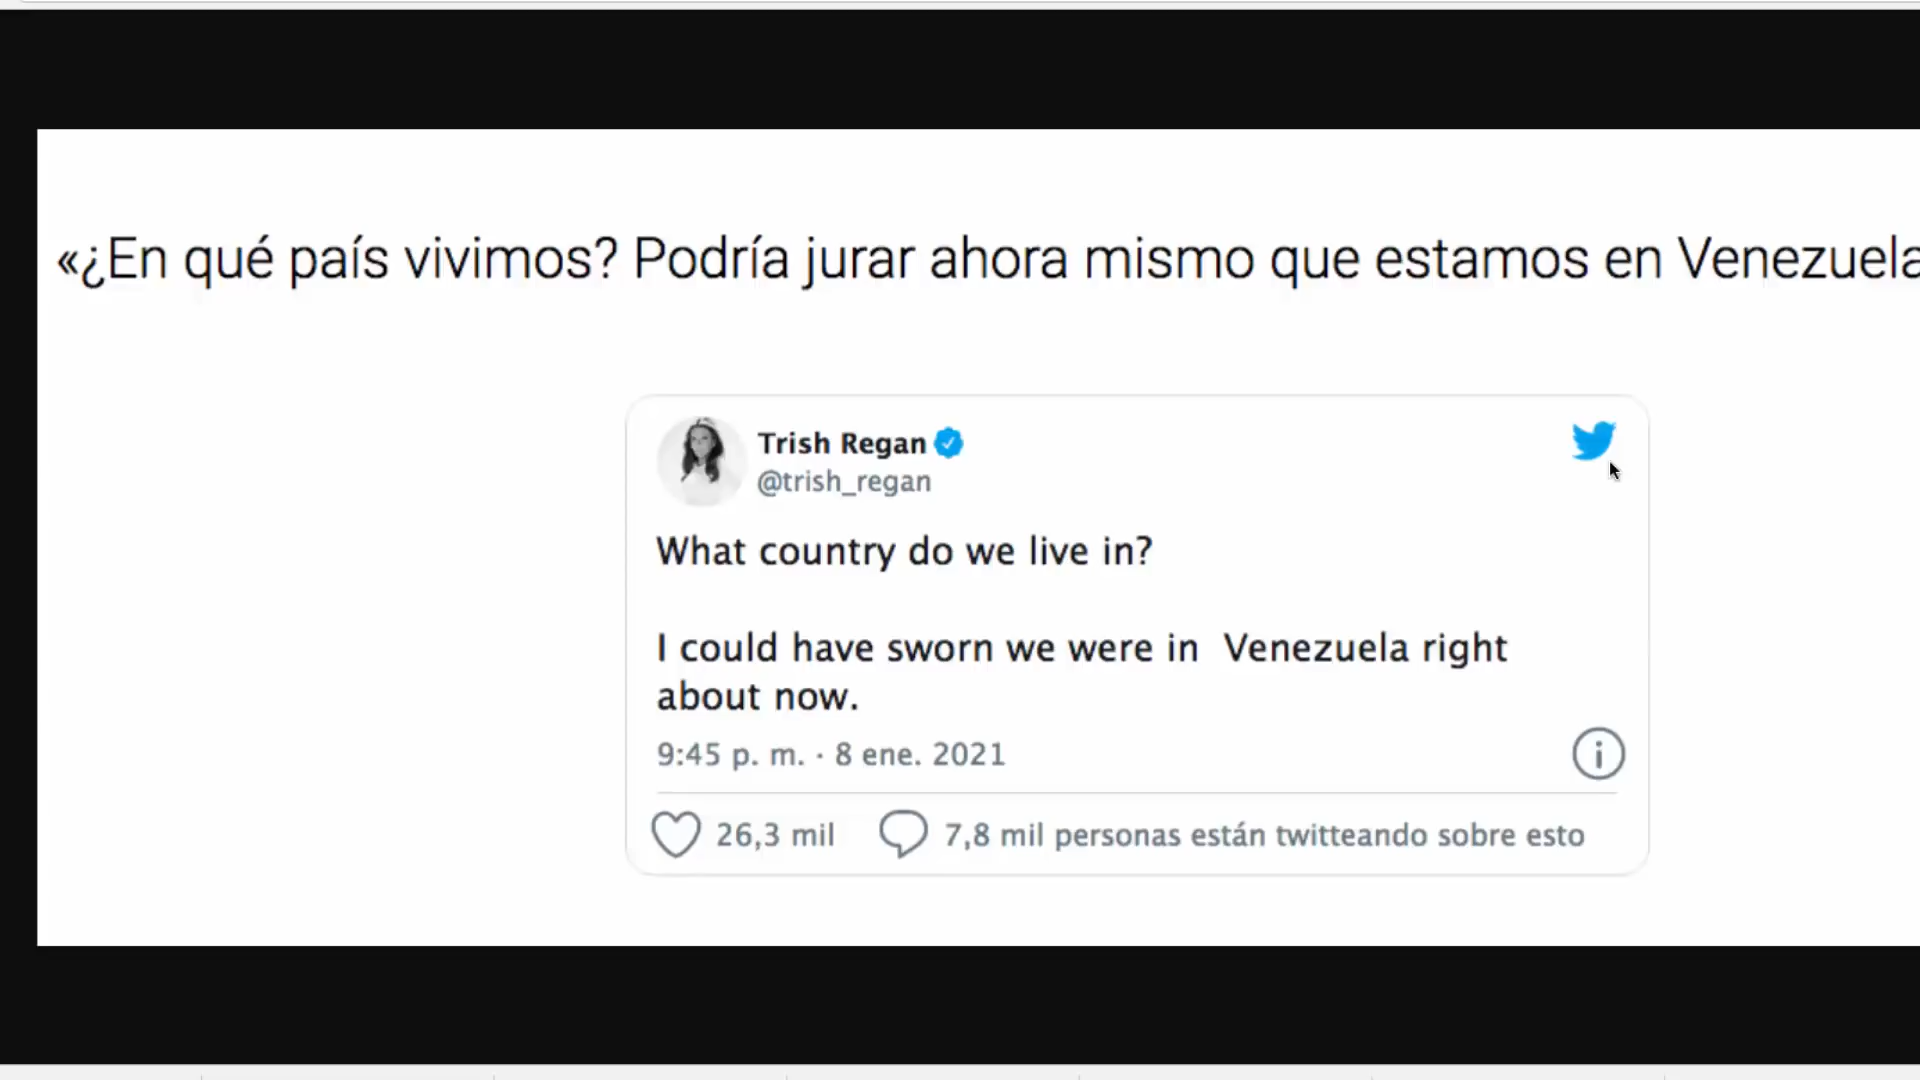 «¿En qué país vivimos? Podría jurar ahora mismo que estamos en Venezuela
Trish Regan
@trish_regan
What country do we live in?
I could have sworn we were in  Venezuela right
about now.
9:45 p. m. · 8 ene. 2021
26,3 mil
7,8 mil personas están twitteando sobre esto